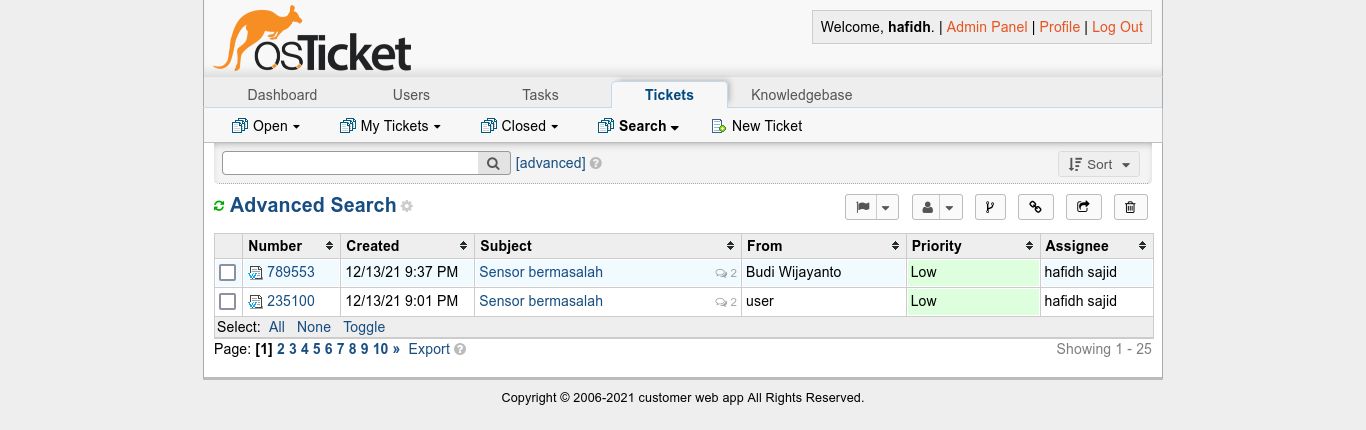 osTicket
Welcome, hafidh. | Admin Panel | Profile | Log Out
Dashboard Users Tasks Tickets Knowledgebase
Open My Tickets Closed Search New Ticket
[advanced] ? Sort
Advanced Search
Number Created Subject From Priority Assignee
789553 12/13/21 9:37 PM Sensor bermasalah 2 Budi Wijayanto Low hafidh sajid
235100 12/13/21 9:01 PM Sensor bermasalah 2 user Low hafidh sajid
Select: All None Toggle
Page: [1] 2 3 4 5 6 7 8 9 10 » Export ? Showing 1 - 25
Copyright © 2006-2021 customer web app All Rights Reserved.